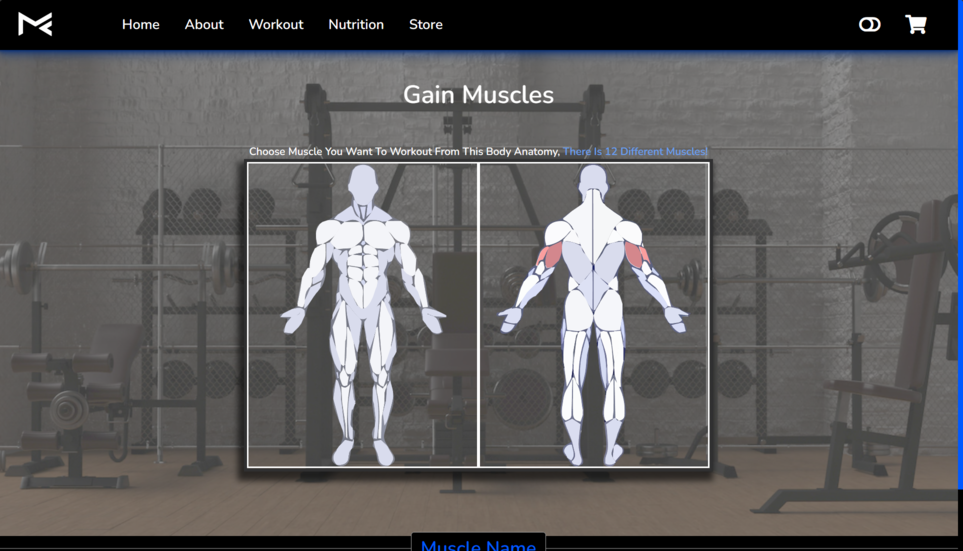 Home About Workout Nutrition Store
Gain Muscles
Choose Muscle You Want To Workout From This Body Anatomy, There Is 12 Different Muscles!
Muscle Name